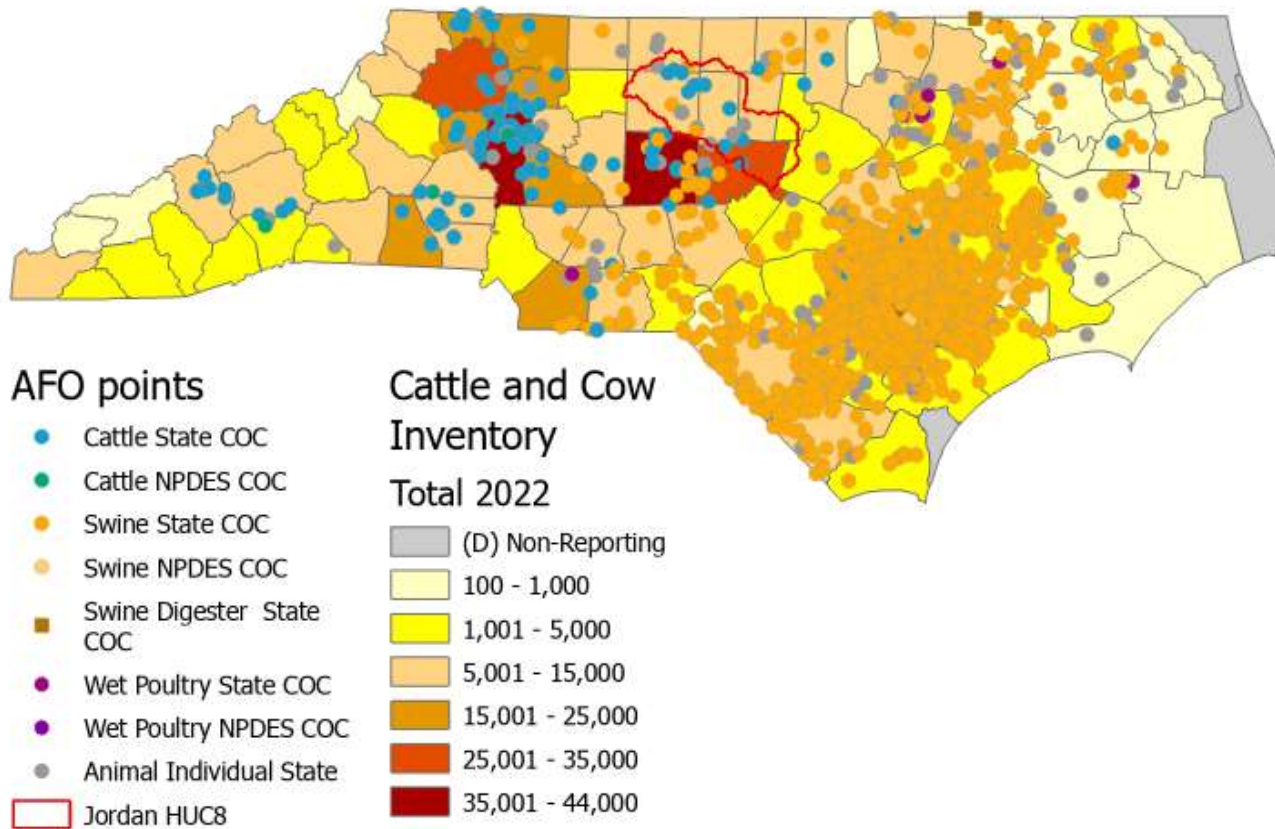 AFO points
Cattle State COC
Cattle NPDES COC
Swine State COC
Swine NPDES COC
Swine Digester State
COC
Wet Poultry State COC
Wet Poultry NPDES COC
Animal Individual State
Jordan HUC8
Cattle and Cow
Inventory
Total 2022
(D) Non-Reporting
100 - 1,000
1,001 - 5,000
5,001 - 15,000
15,001 - 25,000
25,001 - 35,000
35,001 - 44,000